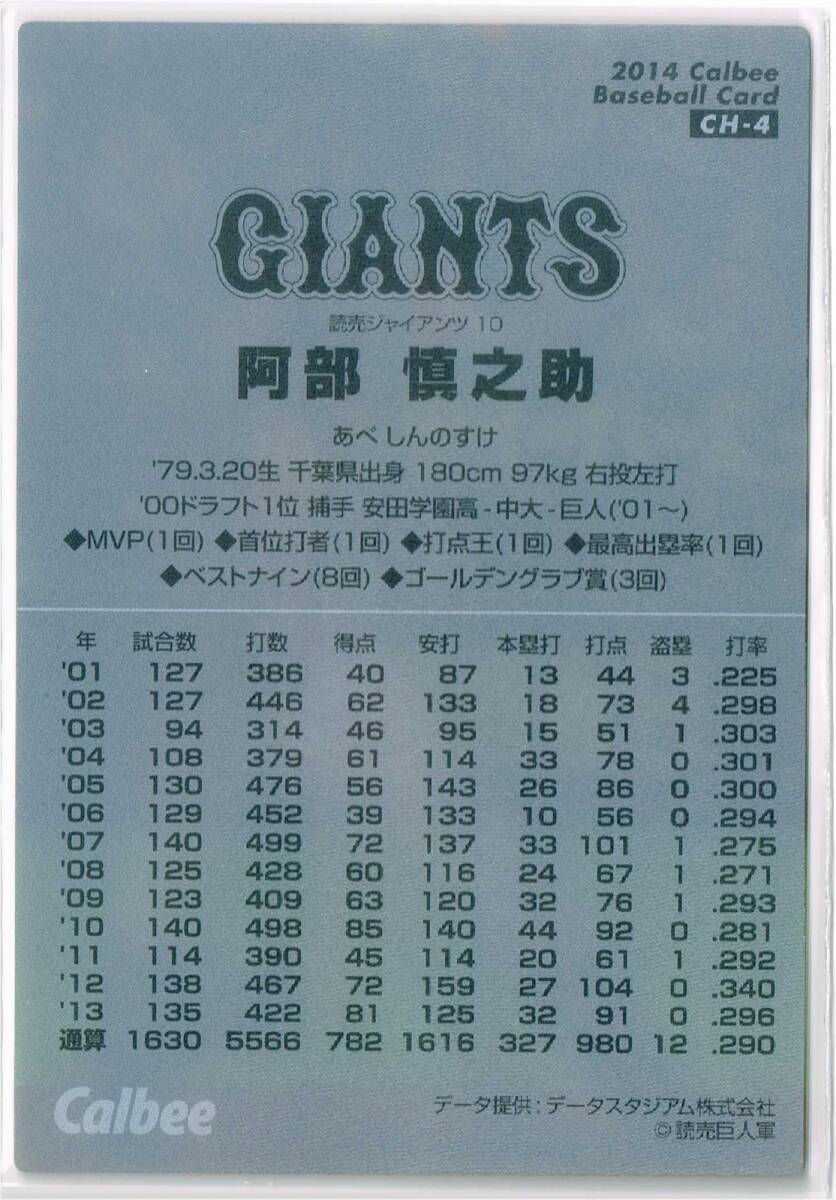 2014 Calbee
Baseball Card
CH-4
GIANTS
読売ジャイアンツ 10
阿部 慎之助
あべ しんのすけ
'79.3.20生 千葉県出身 180cm 97kg 右投左打
'00ドラフト1位 捕手 安田学園高-中大-巨人('01〜)
◆MVP(1回) ◆首位打者(1回) ◆打点王(1回) ◆最高出塁率(1回)
◆ベストナイン(8回) ◆ゴールデングラブ賞(3回)
年 試合数 打数 得点 安打 本塁打 打点 盗塁 打率
'01 127 386 40 87 13 44 3 .225
'02 127 446 62 133 18 73 4 .298
'03 94 314 46 95 15 51 1 .303
'04 108 379 61 114 33 78 0 .301
'05 130 476 56 143 26 86 0 .300
'06 129 452 39 133 10 56 0 .294
'07 140 499 72 137 33 101 1 .275
'08 125 428 60 116 24 67 1 .271
'09 123 409 63 120 32 76 1 .293
'10 140 498 85 140 44 92 0 .281
'11 114 390 45 114 20 61 1 .292
'12 138 467 72 159 27 104 0 .340
'13 135 422 81 125 32 91 0 .296
通算 1630 5566 782 1616 327 980 12 .290
Calbee
データ提供:データスタジアム株式会社
©読売巨人軍